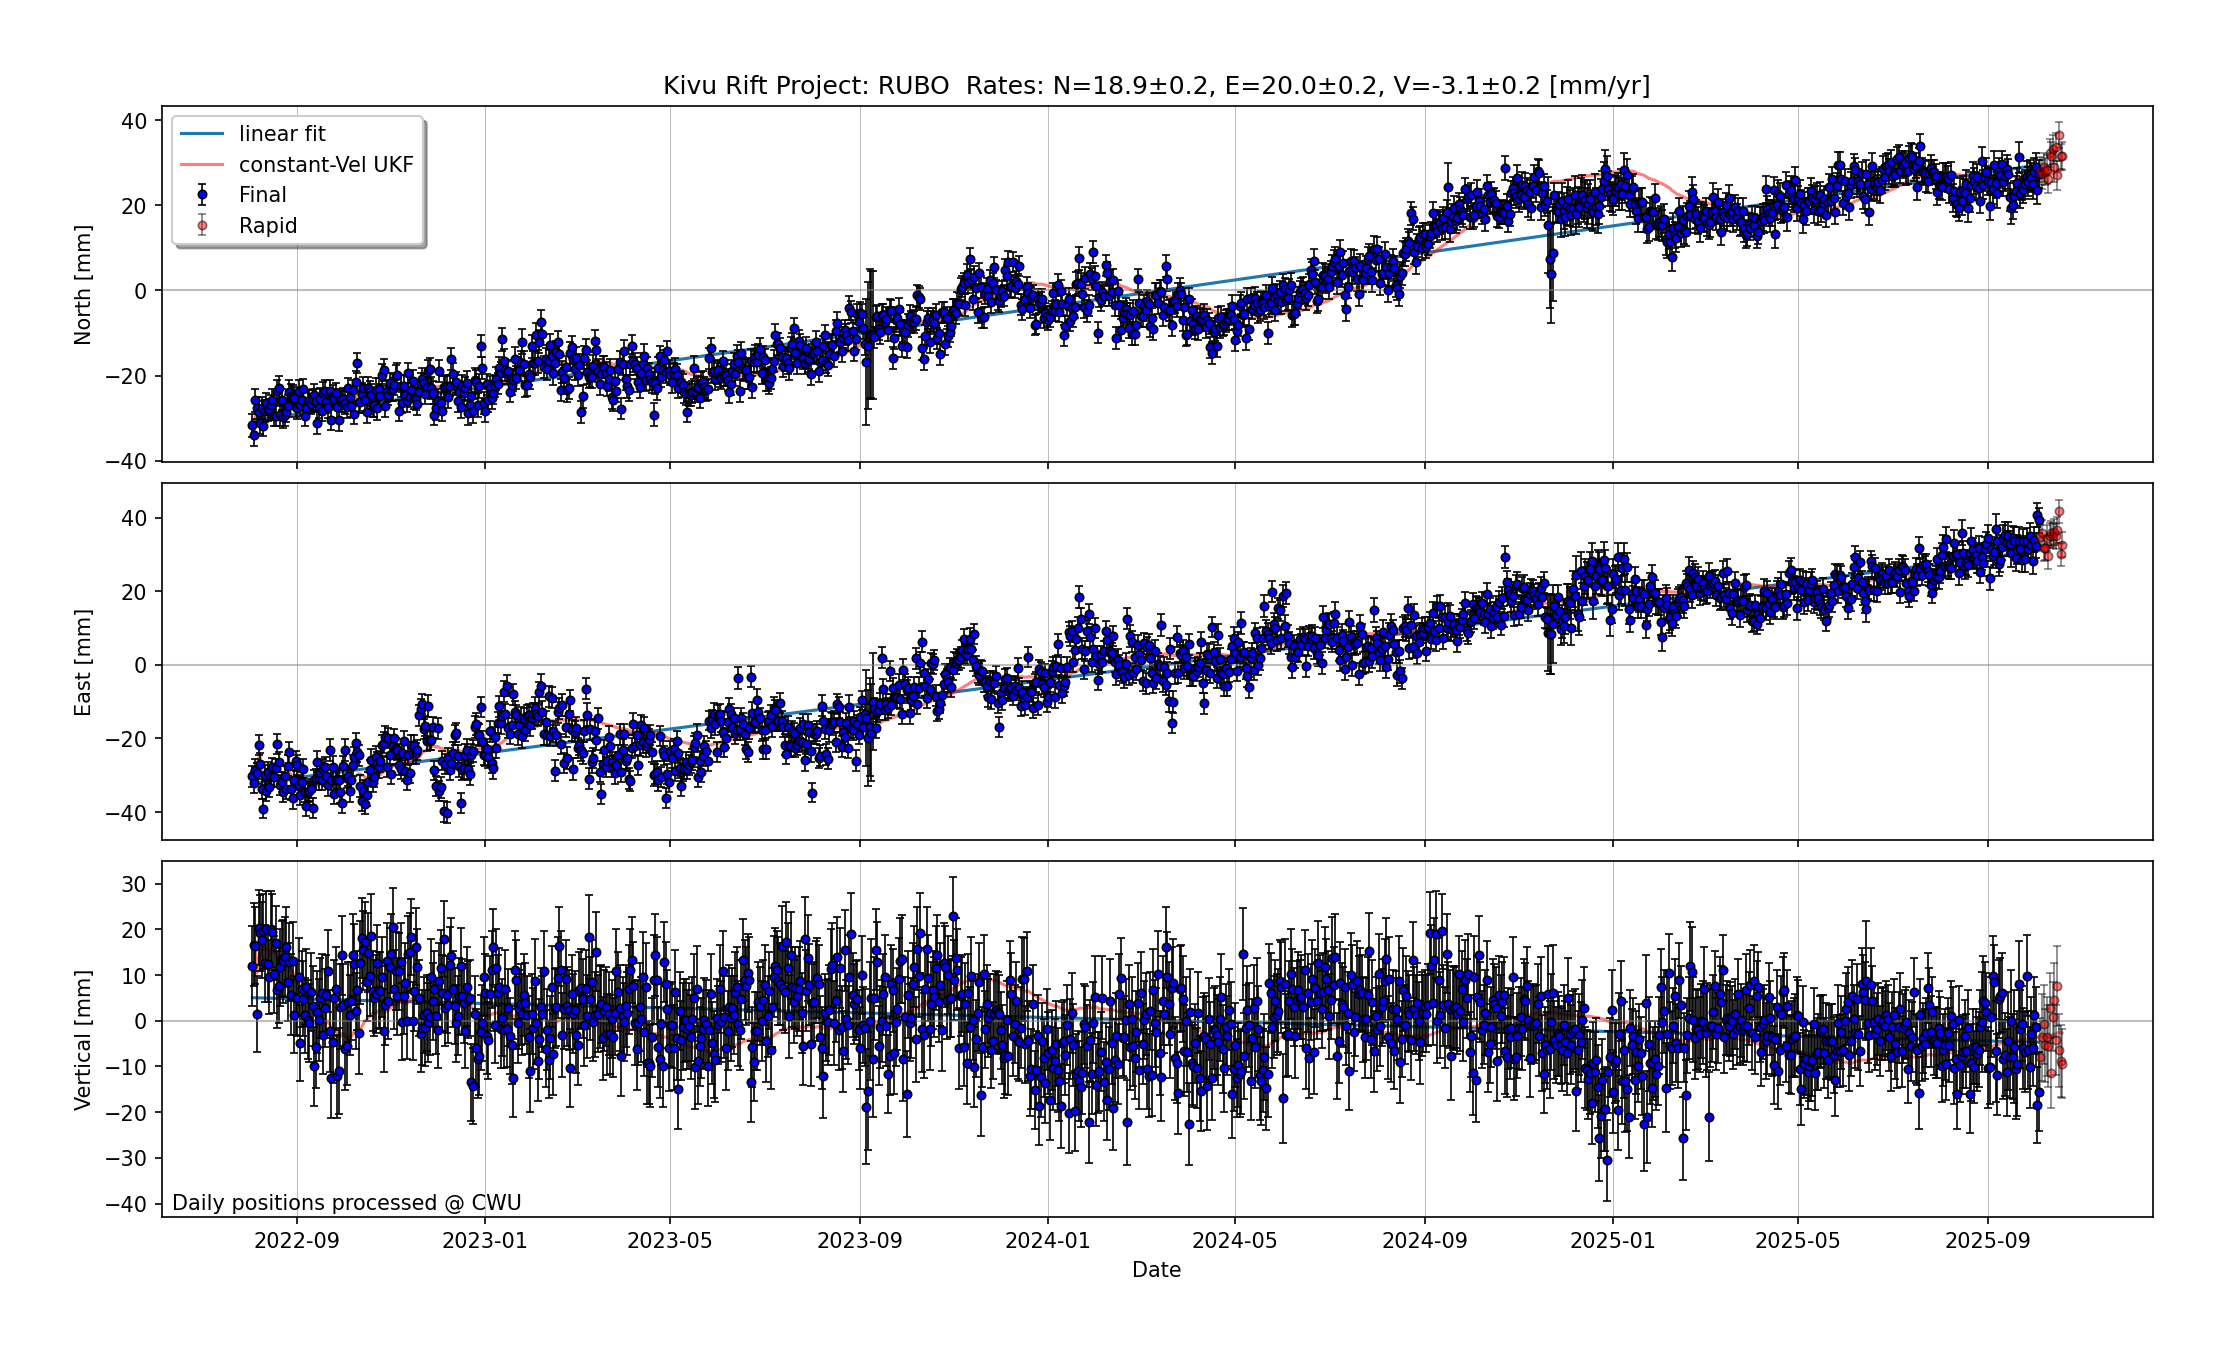 Kivu Rift Project: RUBO  Rates: N=18.9±0.2, E=20.0±0.2, V=-3.1±0.2 [mm/yr]
linear fit
constant-Vel UKF
Final
Rapid
North [mm]
40
20
0
−20
−40
East [mm]
40
20
0
−20
−40
Vertical [mm]
30
20
10
0
−10
−20
−30
−40
Daily positions processed @ CWU
2022-09
2023-01
2023-05
2023-09
2024-01
2024-05
2024-09
2025-01
2025-05
2025-09
Date